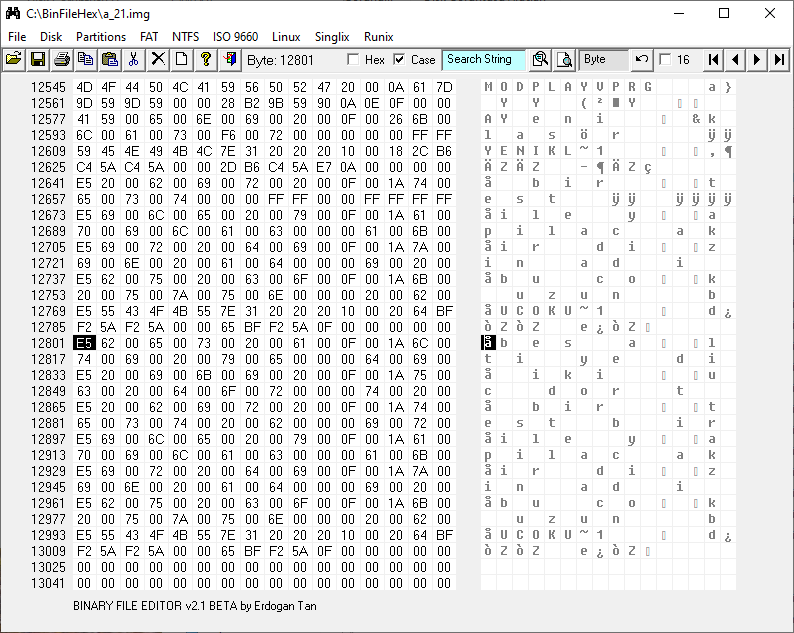 C:\BinFileHex\a_21.img
File Disk Partitions FAT NTFS ISO 9660 Linux Singlix Runix
Byte: 12801 Hex Case Search String Byte 16
12545 4D 4F 44 50 4C 41 59 56 50 52 47 20 00 0A 61 7D M O D P L A Y V P R G a }
12561 9D 59 9D 59 00 00 28 B2 9B 59 90 0A 0E 0F 00 00 Y Y ( ² ■ Y
12577 41 59 00 65 00 6E 00 69 00 20 00 0F 00 26 6B 00 A Y e n i & k
12593 6C 00 61 00 73 00 F6 00 72 00 00 00 00 00 FF FF l a s ö r ÿ ÿ
12609 59 45 4E 49 4B 4C 7E 31 20 20 20 10 00 18 2C B6 Y E N I K L ~ 1 , ¶
12625 C4 5A C4 5A 00 00 2D B6 C4 5A E7 0A 00 00 00 00 Ä Z Ä Z - ¶ Ä Z ç
12641 E5 20 00 62 00 69 00 72 00 20 00 0F 00 1A 74 00 å b i r t
12657 65 00 73 00 74 00 00 00 FF FF 00 00 FF FF FF FF e s t ÿ ÿ ÿ ÿ ÿ ÿ
12673 E5 69 00 6C 00 65 00 20 00 79 00 0F 00 1A 61 00 å i l e y a
12689 70 00 69 00 6C 00 61 00 63 00 00 00 61 00 6B 00 p i l a c a k
12705 E5 69 00 72 00 20 00 64 00 69 00 0F 00 1A 7A 00 å i r d i z
12721 69 00 6E 00 20 00 61 00 64 00 00 00 69 00 20 00 i n a d i
12737 E5 62 00 75 00 20 00 63 00 6F 00 0F 00 1A 6B 00 å b u c o k
12753 20 00 75 00 7A 00 75 00 6E 00 00 00 20 00 62 00 u z u n b
12769 E5 55 43 4F 4B 55 7E 31 20 20 20 10 00 20 64 BF å U C O K U ~ 1 d ¿
12785 F2 5A F2 5A 00 00 65 BF F2 5A 0F 00 00 00 00 00 ò Z ò Z e ¿ ò Z
12801 E5 62 00 65 00 73 00 20 00 61 00 0F 00 1A 6C 00 å b e s a l
12817 74 00 69 00 20 00 79 00 65 00 00 00 64 00 69 00 t i y e d i
12833 E5 20 00 69 00 6B 00 69 00 20 00 0F 00 1A 75 00 å i k i u
12849 63 00 20 00 64 00 6F 00 72 00 00 00 74 00 20 00 c d o r t
12865 E5 20 00 62 00 69 00 72 00 20 00 0F 00 1A 74 00 å b i r t
12881 65 00 73 00 74 00 20 00 62 00 00 00 69 00 72 00 e s t b i r
12897 E5 69 00 6C 00 65 00 20 00 79 00 0F 00 1A 61 00 å i l e y a
12913 70 00 69 00 6C 00 61 00 63 00 00 00 61 00 6B 00 p i l a c a k
12929 E5 69 00 72 00 20 00 64 00 69 00 0F 00 1A 7A 00 å i r d i z
12945 69 00 6E 00 20 00 61 00 64 00 00 00 69 00 20 00 i n a d i
12961 E5 62 00 75 00 20 00 63 00 6F 00 0F 00 1A 6B 00 å b u c o k
12977 20 00 75 00 7A 00 75 00 6E 00 00 00 20 00 62 00 u z u n b
12993 E5 55 43 4F 4B 55 7E 31 20 20 20 10 00 20 64 BF å U C O K U ~ 1 d ¿
13009 F2 5A F2 5A 00 00 65 BF F2 5A 0F 00 00 00 00 00 ò Z ò Z e ¿ ò Z
13025 00 00 00 00 00 00 00 00 00 00 00 00 00 00 00 00
13041 00 00 00 00 00 00 00 00 00 00 00 00 00 00 00 00
BINARY FILE EDITOR v2.1 BETA by Erdogan Tan